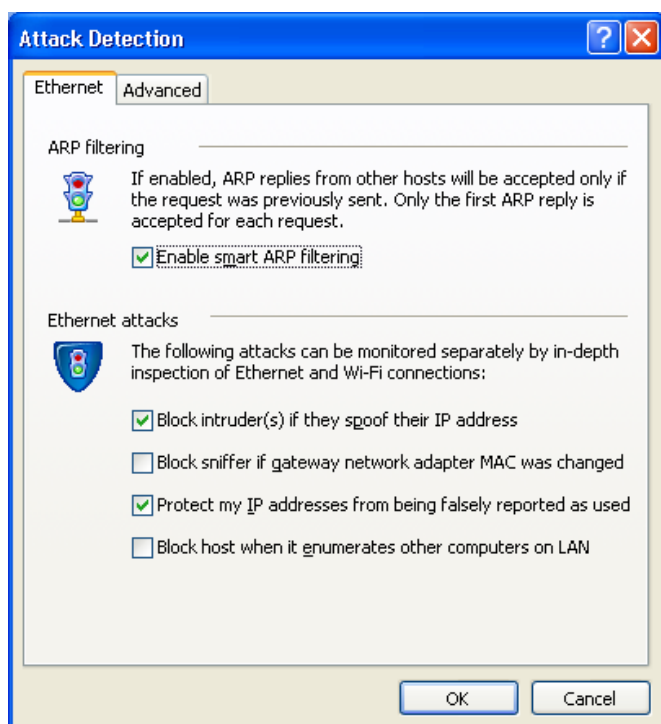 Attack Detection
Ethernet
Advanced
ARP filtering
If enabled, ARP replies from other hosts will be accepted only if
the request was previously sent. Only the first ARP reply is
accepted for each request.
Enable smart ARP filtering
Ethernet attacks
The following attacks can be monitored separately by in-depth
inspection of Ethernet and Wi-Fi connections:
Block intruder(s) if they spoof their IP address
Block sniffer if gateway network adapter MAC was changed
Protect my IP addresses from being falsely reported as used
Block host when it enumerates other computers on LAN
OK
Cancel